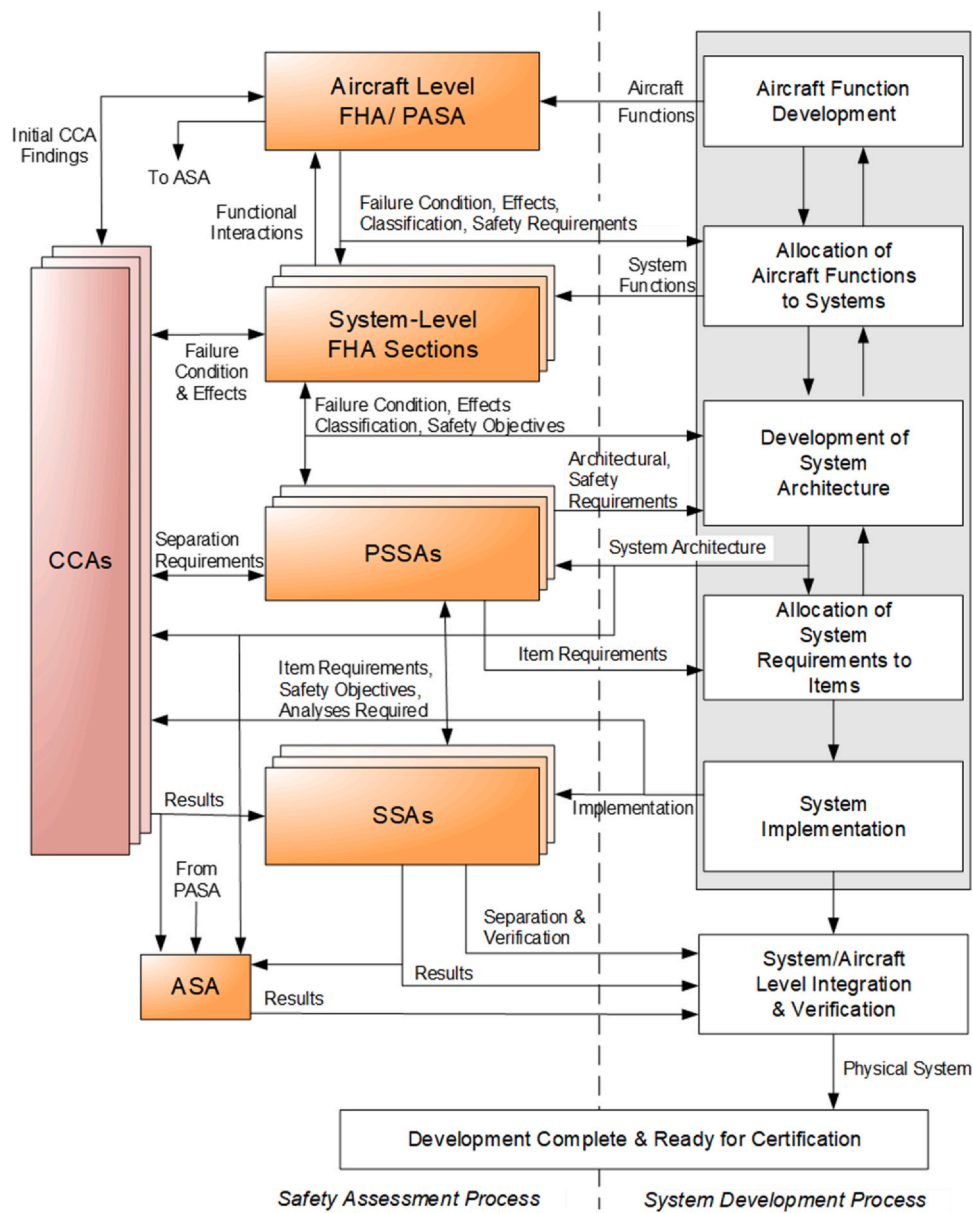 Aircraft Level
FHA/ PASA
Aircraft
Functions
Aircraft Function
Development
Initial CCA
Findings
To ASA
Functional
Interactions
Failure Condition, Effects,
Classification, Safety Requirements
System
Functions
Allocation of
Aircraft Functions
to Systems
System-Level
FHA Sections
Failure
Condition
& Effects
Failure Condition, Effects
Classification, Safety Objectives
Development of
System
Architecture
Architectural,
Safety
Requirements
CCAs
Separation
Requirements
PSSAs
System Architecture
Allocation of
System
Requirements to
Items
Item Requirements
Item Requirements,
Safety Objectives,
Analyses Required
Results
SSAs
Implementation
System
Implementation
From
PASA
Separation &
Verification
ASA
Results
Results
System/Aircraft
Level Integration
& Verification
Physical System
Development Complete & Ready for Certification
Safety Assessment Process
System Development Process